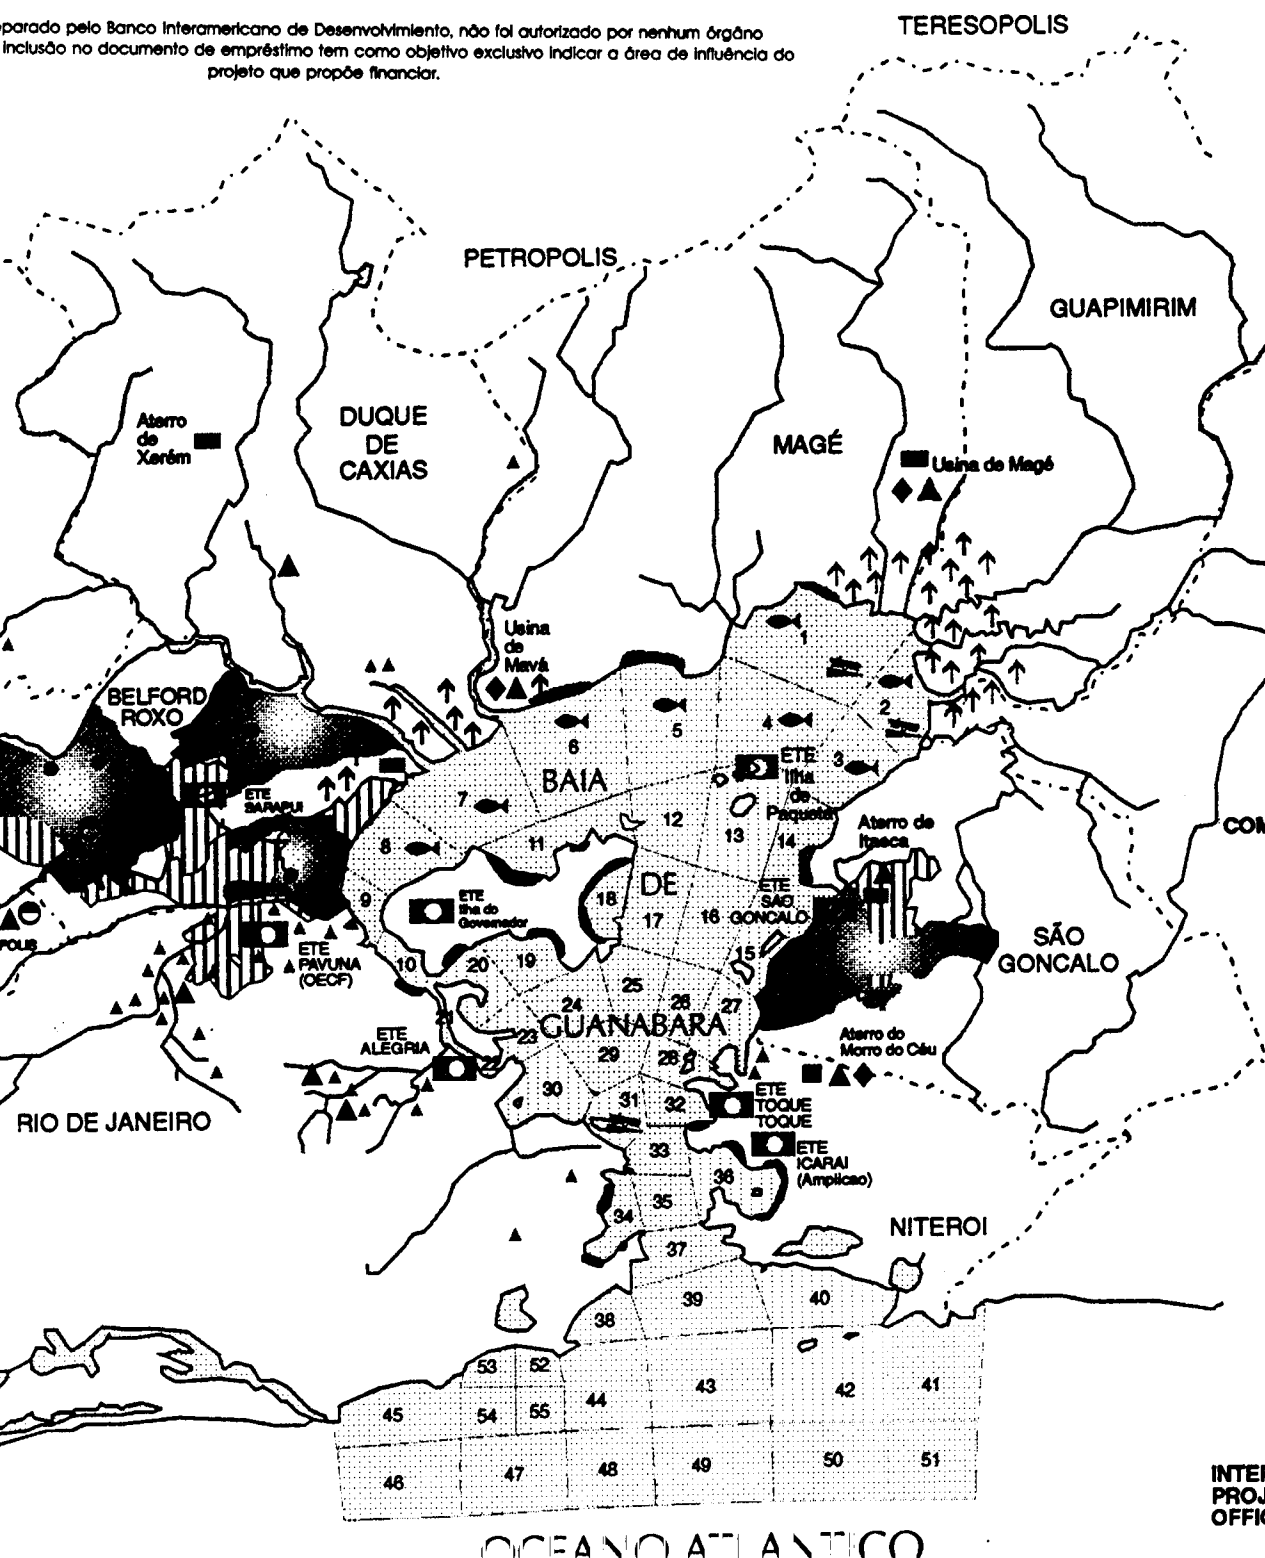 parado pelo Banco Interamericano de Desenvolvimiento, não foi autorizado por nenhum órgáno
inclusão no documento de empréstimo tem como objetivo exclusivo indicar a área de influência do
projeto que propõe financiar.
TERESOPOLIS
PETROPOLIS
GUAPIMIRIM
Aterro
de
Xerém
DUQUE
DE
CAXIAS
MAGÉ
Usina de Magé
Usina
de
Mavá
BELFORD
ROXO
1
2
3
4
5
6
7
8
9
BAIA
ETE
Ilha
de
Paquetá
ETE
SARAPUI
11
12
13
14
Aterro de
Itaoca
COM
DE
ETE
Ilha do
Governador
18
17
16
ETE
SÃO
GONCALO
15
POLIS
ETE
PAVUNA
(OECF)
10
20
19
SÃO
GONCALO
25
24
26
27
21
GUANABARA
23
22
29
28
ETE
ALEGRIA
Aterro do
Morro do Céu
30
31
32
ETE
TOQUE
TOQUE
RIO DE JANEIRO
33
ETE
ICARAI
(Amplicao)
36
35
34
NITEROI
37
39
40
38
53
52
43
42
41
44
45
54
55
46
47
48
49
50
51
INTER
PROJ
OFFIC
OCEANO ATLANTICO